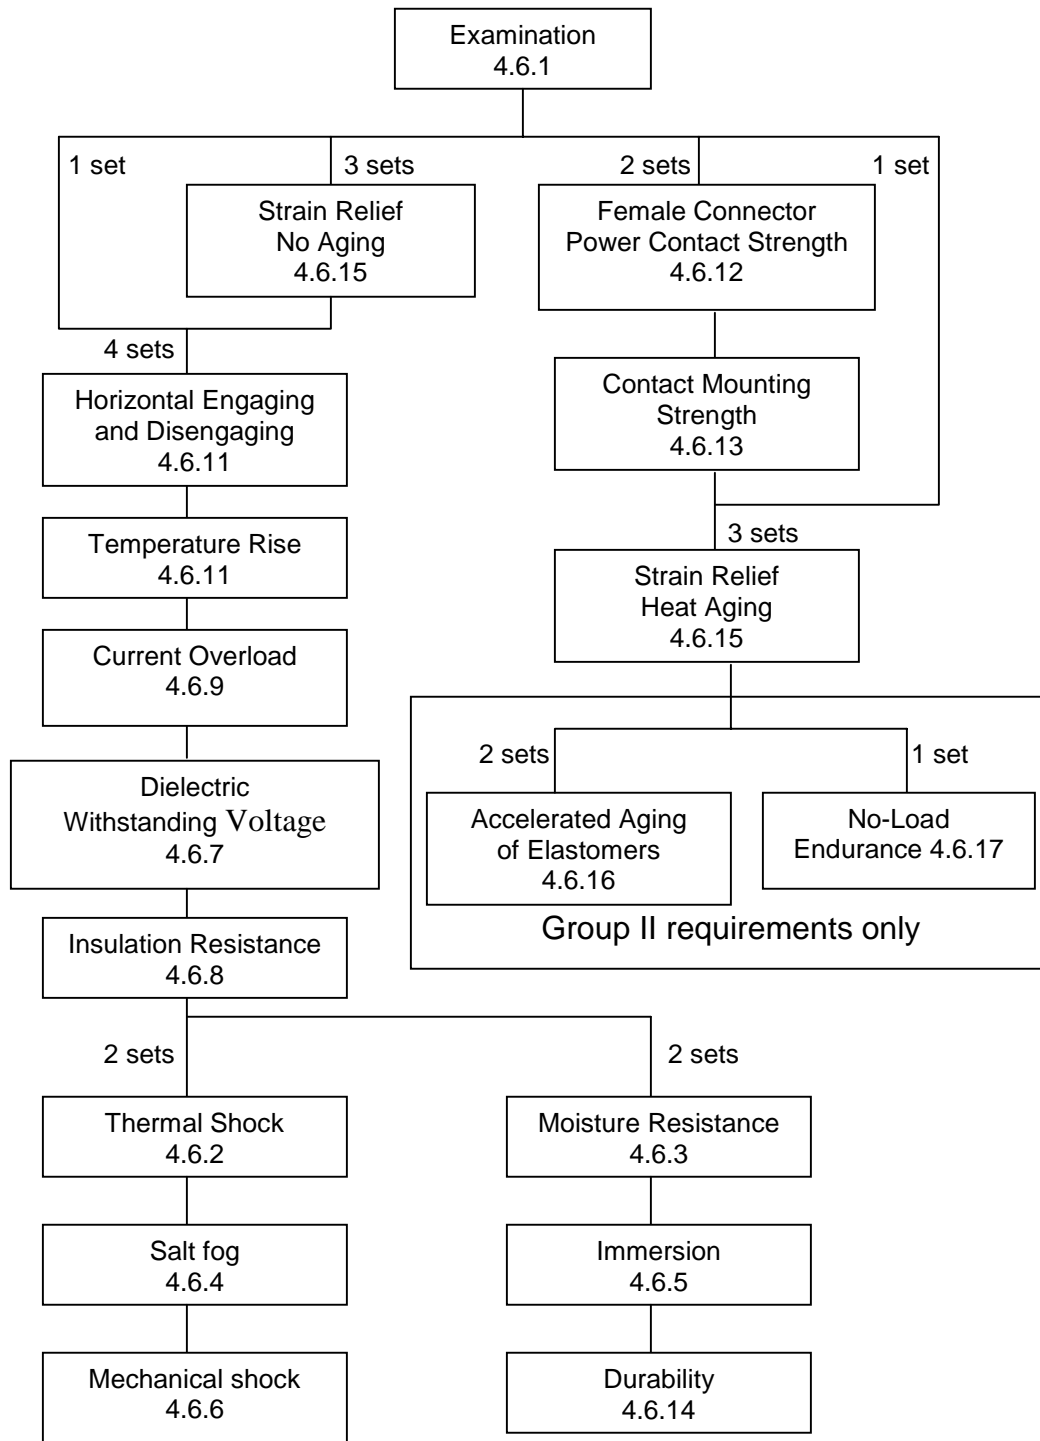 Examination
4.6.1
1 set
3 sets
2 sets
1 set
Strain Relief
No Aging
4.6.15
Female Connector
Power Contact Strength
4.6.12
4 sets
Horizontal Engaging
and Disengaging
4.6.11
Contact Mounting
Strength
4.6.13
Temperature Rise
4.6.11
3 sets
Strain Relief
Heat Aging
4.6.15
Current Overload
4.6.9
2 sets
1 set
Dielectric
Withstanding Voltage
4.6.7
Accelerated Aging
of Elastomers
4.6.16
No-Load
Endurance 4.6.17
Group II requirements only
Insulation Resistance
4.6.8
2 sets
2 sets
Thermal Shock
4.6.2
Moisture Resistance
4.6.3
Salt fog
4.6.4
Immersion
4.6.5
Mechanical shock
4.6.6
Durability
4.6.14